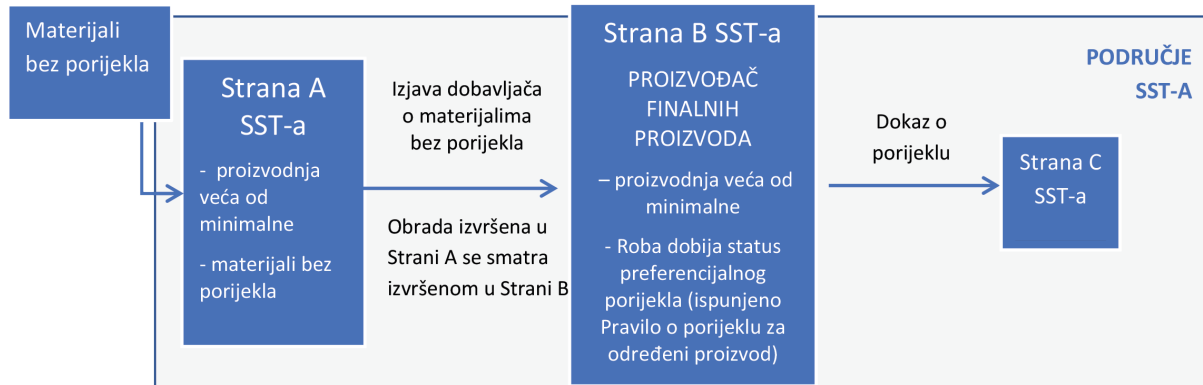 Materijali
bez porijekla
Strana A
SST-a
- proizvodnja
veća od
minimalne
- materijali bez
porijekla
Izjava dobavljača
o materijalima
bez porijekla
Obrada izvršena u
Strani A se smatra
izvršenom u Strani B
Strana B SST-a
PROIZVOĐAČ
FINALNIH
PROIZVODA
– proizvodnja veća od
minimalne
- Roba dobija status
preferencijalnog
porijekla (ispunjeno
Pravilo o porijeklu za
određeni proizvod)
Dokaz o
porijeklu
Strana C
SST-a
PODRUČJE
SST-A